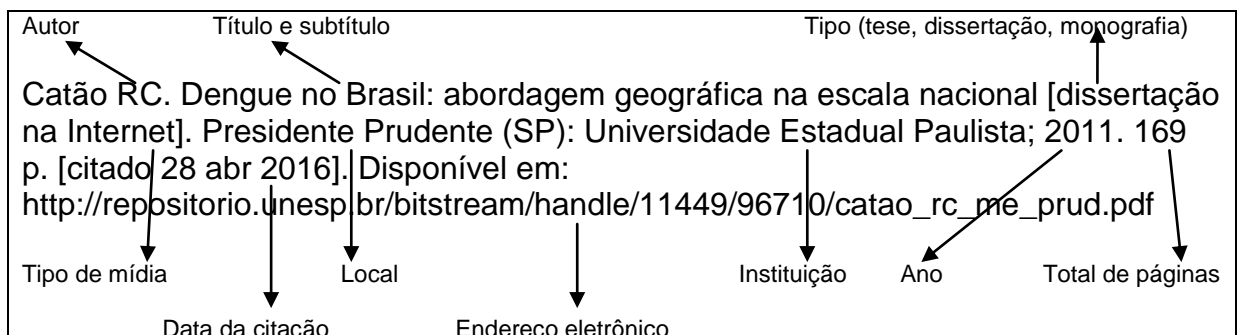 Autor Título e subtítulo Tipo (tese, dissertação, monografia)
Catão RC. Dengue no Brasil: abordagem geográfica na escala nacional [dissertação
na Internet]. Presidente Prudente (SP): Universidade Estadual Paulista; 2011. 169
p. [citado 28 abr 2016]. Disponível em:
http://repositorio.unesp.br/bitstream/handle/11449/96710/catao_rc_me_prud.pdf
Tipo de mídia Local Instituição Ano Total de páginas
Data da citação Endereço eletrônico